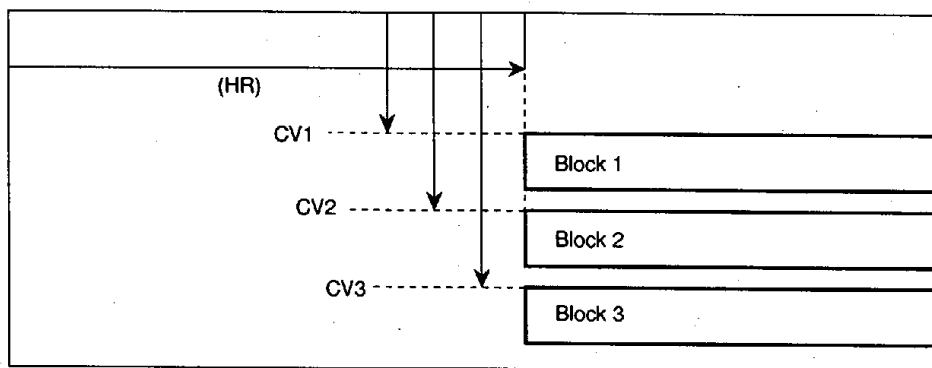 (HR)
CV1
Block 1
CV2
Block 2
CV3
Block 3